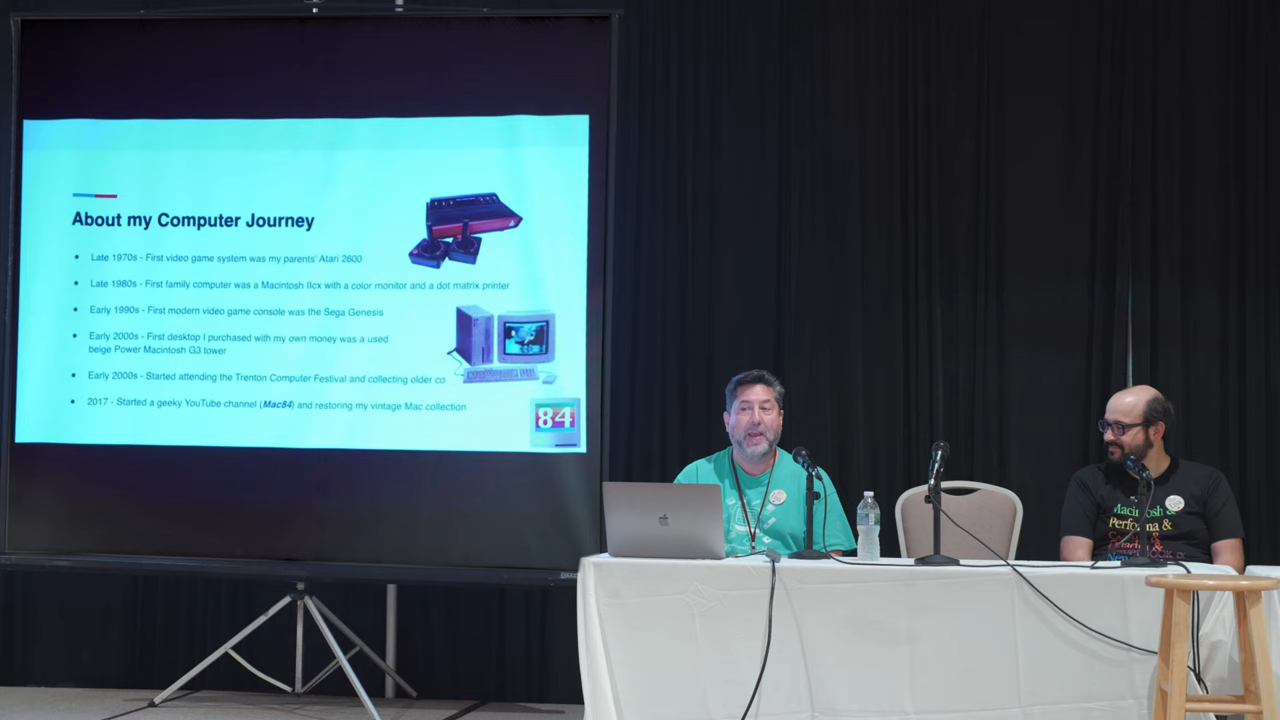 About my Computer Journey
• Late 1970s - First video game system was my parents' Atari 2600
• Late 1980s - First family computer was a Macintosh IIcx with a color monitor and a dot matrix printer
• Early 1990s - First modern video game console was the Sega Genesis
• Early 2000s - First desktop I purchased with my own money was a used
beige Power Macintosh G3 tower
• Early 2000s - Started attending the Trenton Computer Festival and collecting older co
• 2017 - Started a geeky YouTube channel (Mac84) and restoring my vintage Mac collection
84
Macintosh &
Performa &